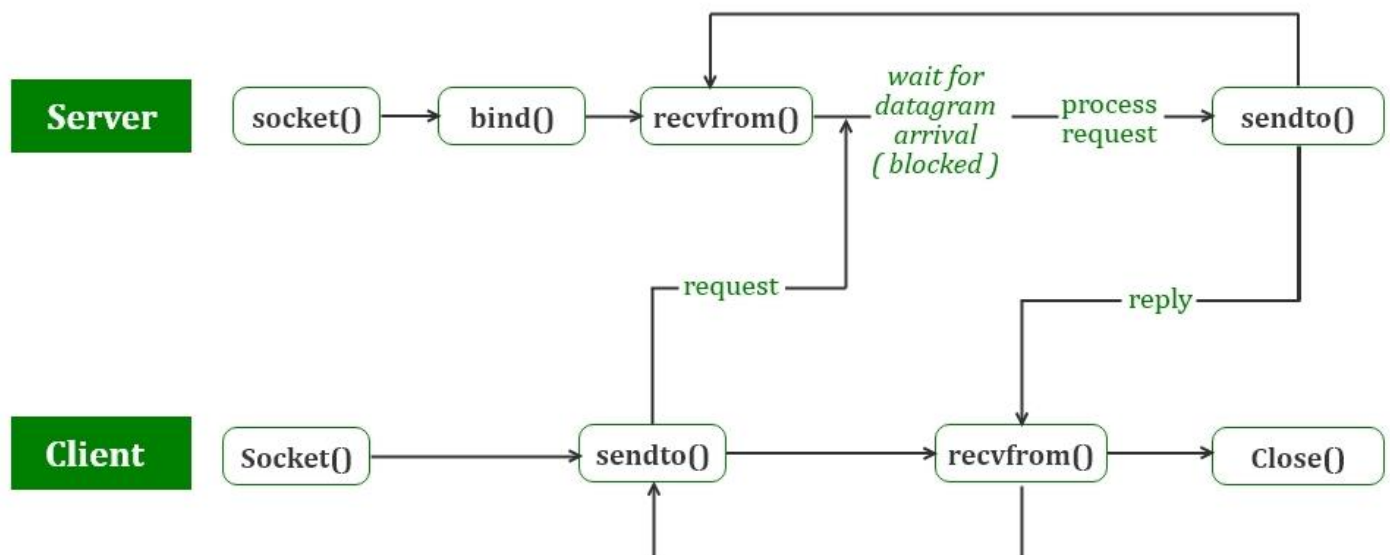 Server
socket()
bind()
recvfrom()
wait for
datagram
arrival
( blocked )
process
request
sendto()
request
reply
Client
Socket()
sendto()
recvfrom()
Close()